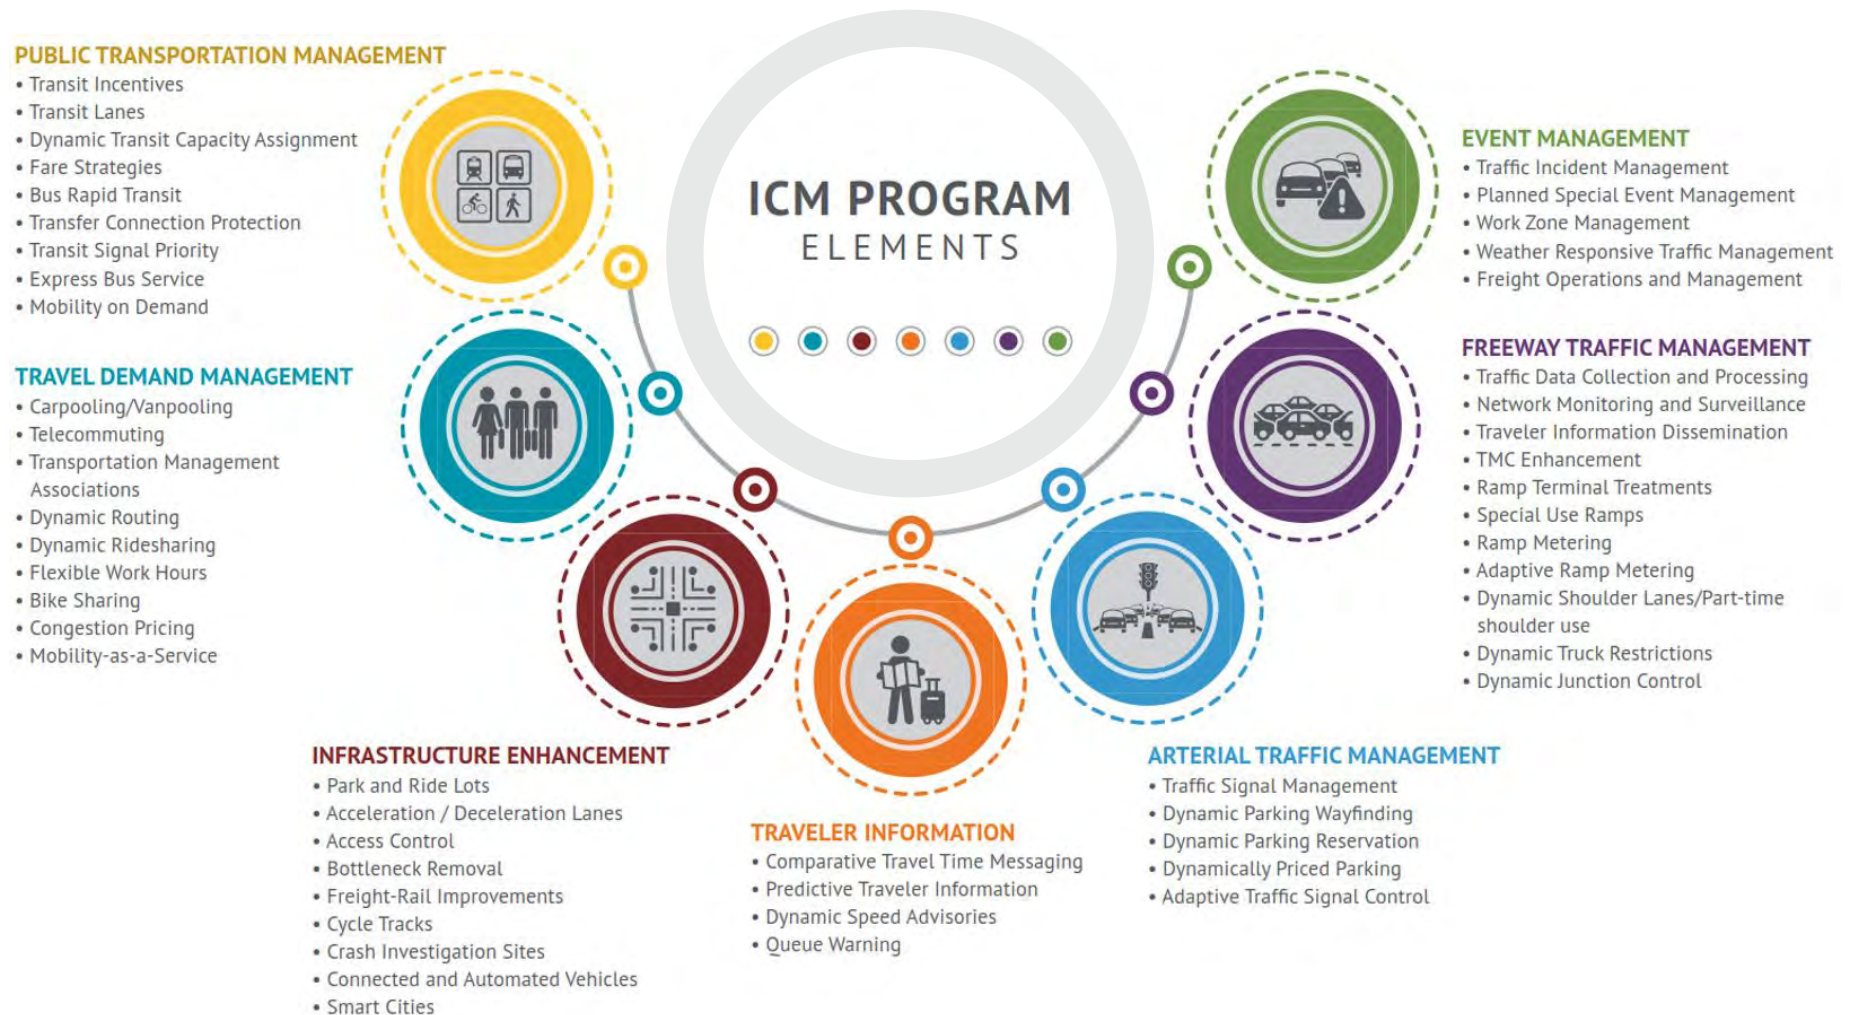 PUBLIC TRANSPORTATION MANAGEMENT
• Transit Incentives
• Transit Lanes
• Dynamic Transit Capacity Assignment
• Fare Strategies
• Bus Rapid Transit
• Transfer Connection Protection
• Transit Signal Priority
• Express Bus Service
• Mobility on Demand
TRAVEL DEMAND MANAGEMENT
• Carpooling/Vanpooling
• Telecommuting
• Transportation Management
Associations
• Dynamic Routing
• Dynamic Ridesharing
• Flexible Work Hours
• Bike Sharing
• Congestion Pricing
• Mobility-as-a-Service
ICM PROGRAM
ELEMENTS
INFRASTRUCTURE ENHANCEMENT
• Park and Ride Lots
• Acceleration / Deceleration Lanes
• Access Control
• Bottleneck Removal
• Freight-Rail Improvements
• Cycle Tracks
• Crash Investigation Sites
• Connected and Automated Vehicles
• Smart Cities
TRAVELER INFORMATION
• Comparative Travel Time Messaging
• Predictive Traveler Information
• Dynamic Speed Advisories
• Queue Warning
ARTERIAL TRAFFIC MANAGEMENT
• Traffic Signal Management
• Dynamic Parking Wayfinding
• Dynamic Parking Reservation
• Dynamically Priced Parking
• Adaptive Traffic Signal Control
EVENT MANAGEMENT
• Traffic Incident Management
• Planned Special Event Management
• Work Zone Management
• Weather Responsive Traffic Management
• Freight Operations and Management
FREEWAY TRAFFIC MANAGEMENT
• Traffic Data Collection and Processing
• Network Monitoring and Surveillance
• Traveler Information Dissemination
• TMC Enhancement
• Ramp Terminal Treatments
• Special Use Ramps
• Ramp Metering
• Adaptive Ramp Metering
• Dynamic Shoulder Lanes/Part-time
shoulder use
• Dynamic Truck Restrictions
• Dynamic Junction Control